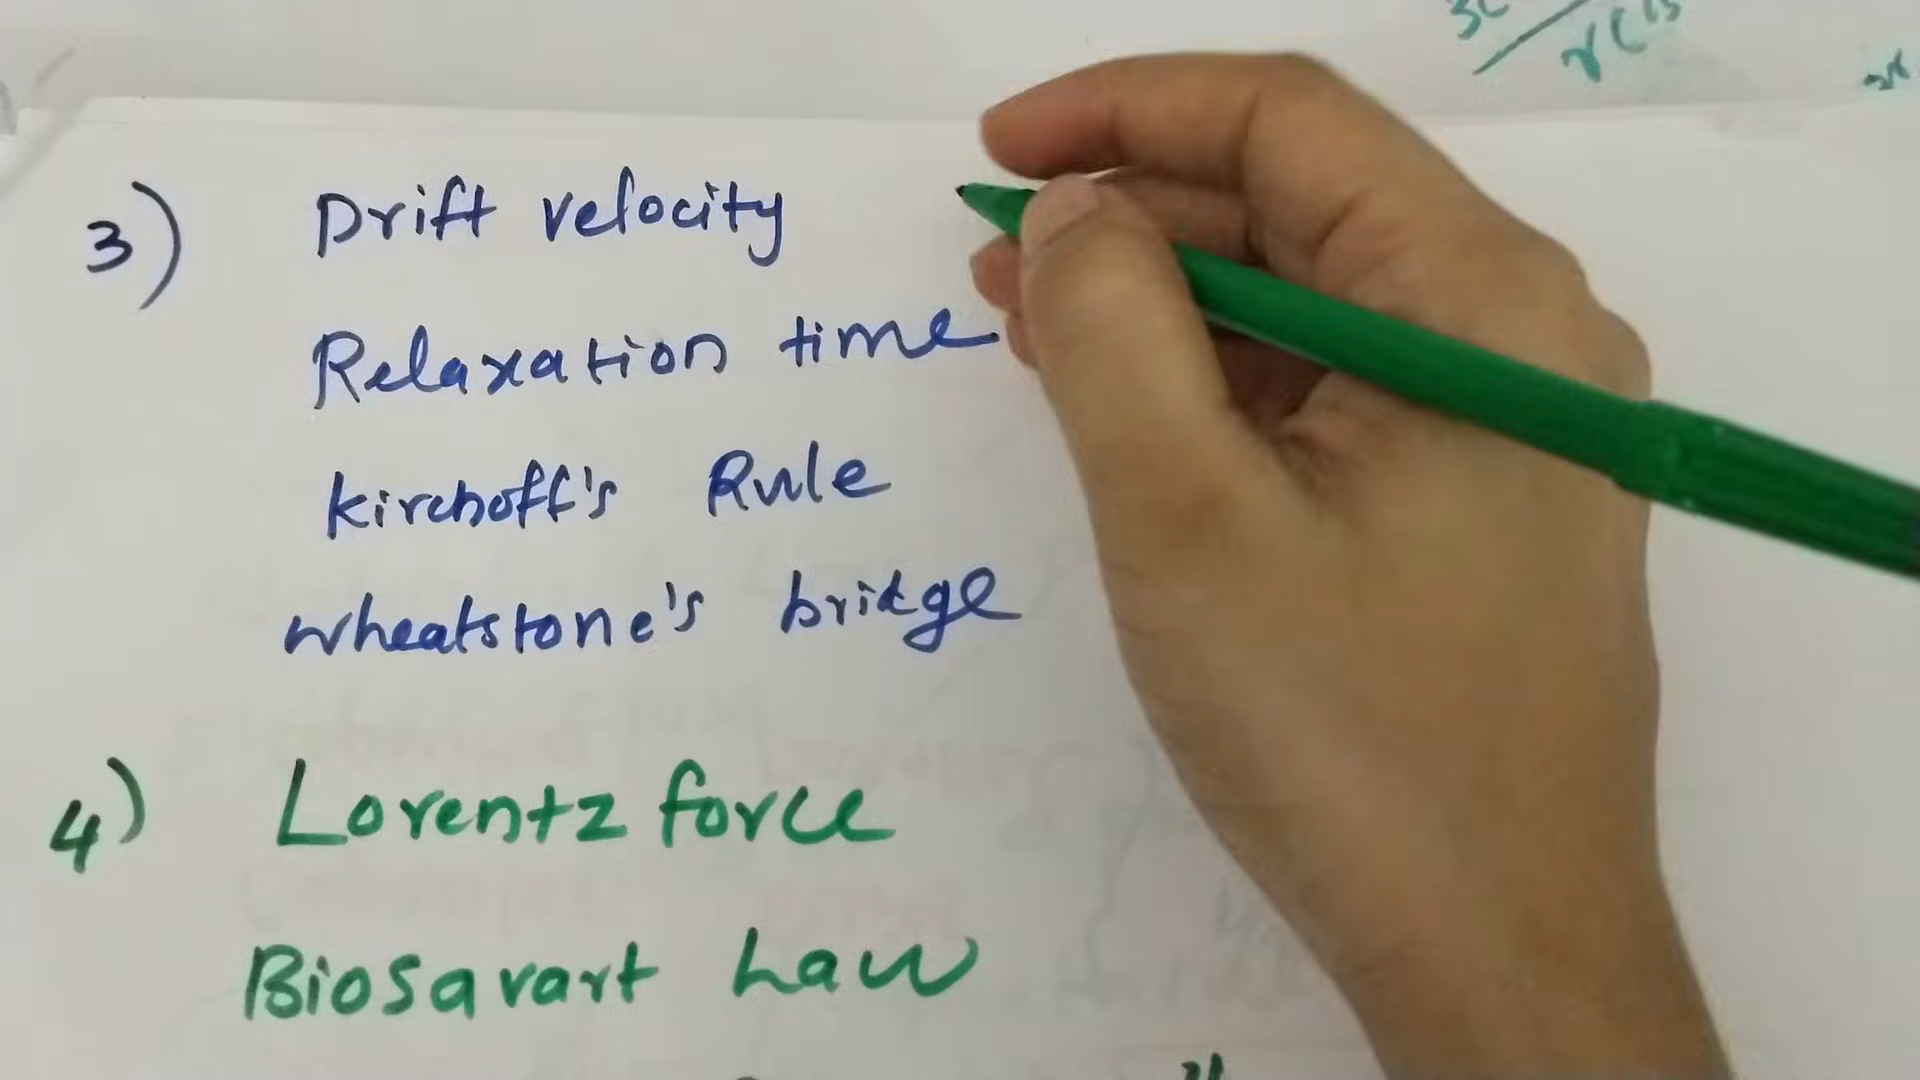 3) Drift velocity
Relaxation time
Kirchoff's Rule
Wheatstone's bridge
4) Lorentz force
Biosavart Law